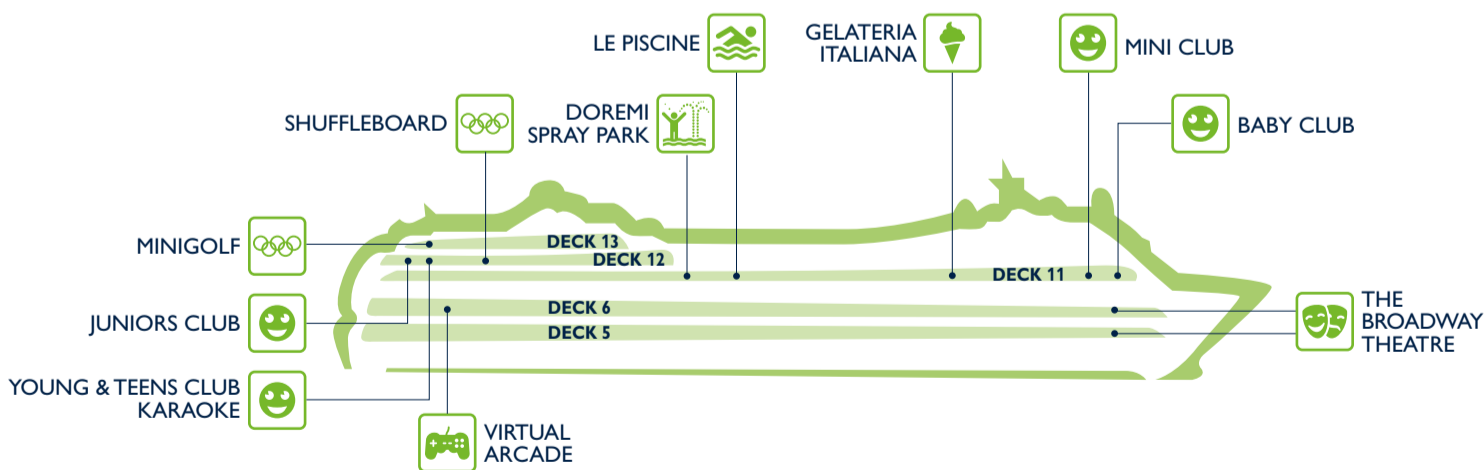 LE PISCINE
GELATERIA
ITALIANA
MINI CLUB
SHUFFLEBOARD
DOREMI
SPRAY PARK
BABY CLUB
MINIGOLF
DECK 13
DECK 12
DECK 11
JUNIORS CLUB
DECK 6
DECK 5
THE
BROADWAY
THEATRE
YOUNG & TEENS CLUB
KARAOKE
VIRTUAL
ARCADE